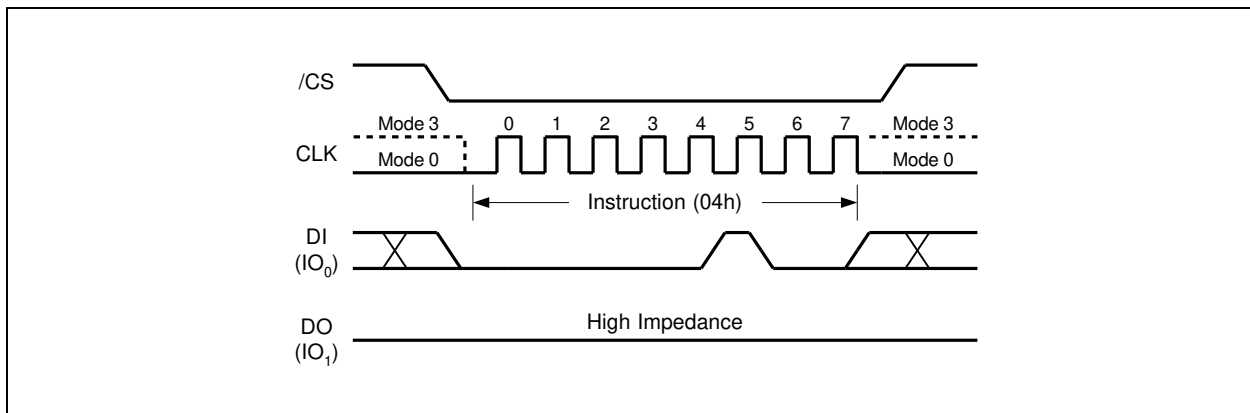 /CS
Mode 3 0 1 2 3 4 5 6 7 Mode 3
CLK
Mode 0 Mode 0
Instruction (04h)
DI
(IO0)
High Impedance
DO
(IO1)